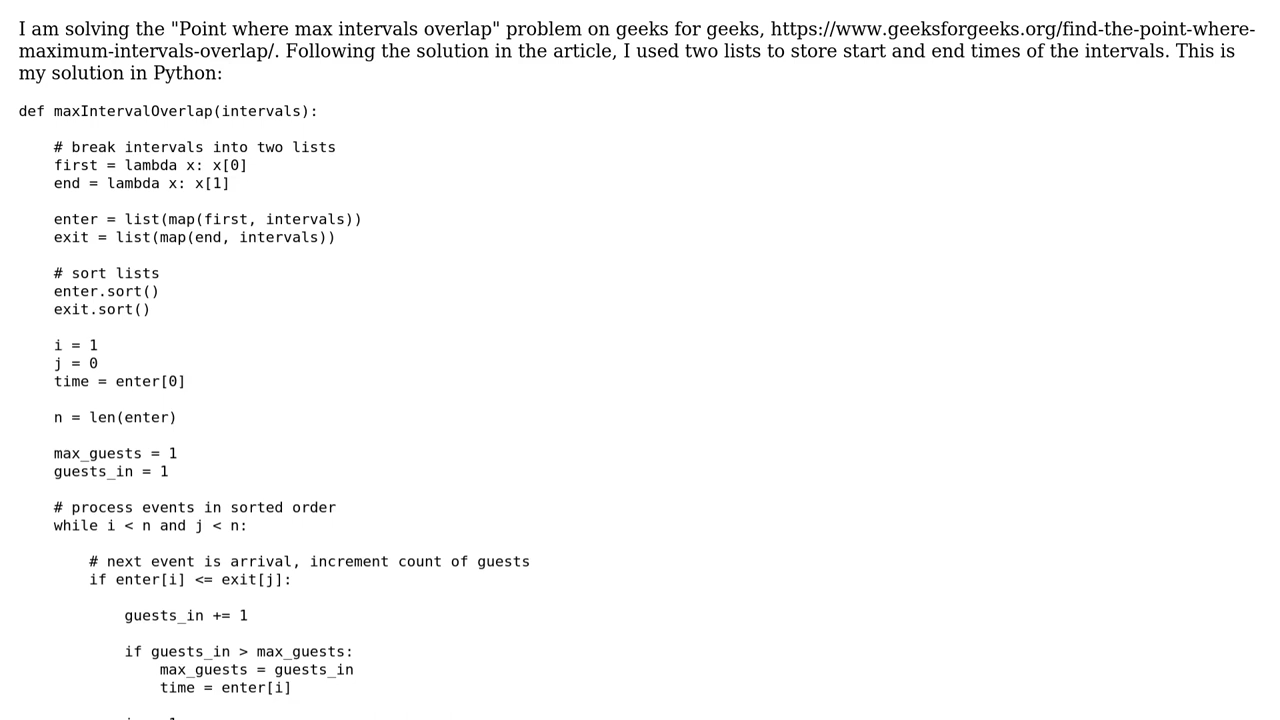 I am solving the "Point where max intervals overlap" problem on geeks for geeks, https://www.geeksforgeeks.org/find-the-point-where-
maximum-intervals-overlap/. Following the solution in the article, I used two lists to store start and end times of the intervals. This is
my solution in Python:
def maxIntervalOverlap(intervals):
    # break intervals into two lists
    first = lambda x: x[0]
    end = lambda x: x[1]
    enter = list(map(first, intervals))
    exit = list(map(end, intervals))
    # sort lists
    enter.sort()
    exit.sort()
    i = 1
    j = 0
    time = enter[0]
    n = len(enter)
    max_guests = 1
    guests_in = 1
    # process events in sorted order
    while i < n and j < n:
        # next event is arrival, increment count of guests
        if enter[i] <= exit[j]:
            guests_in += 1
            if guests_in > max_guests:
                max_guests = guests_in
                time = enter[i]